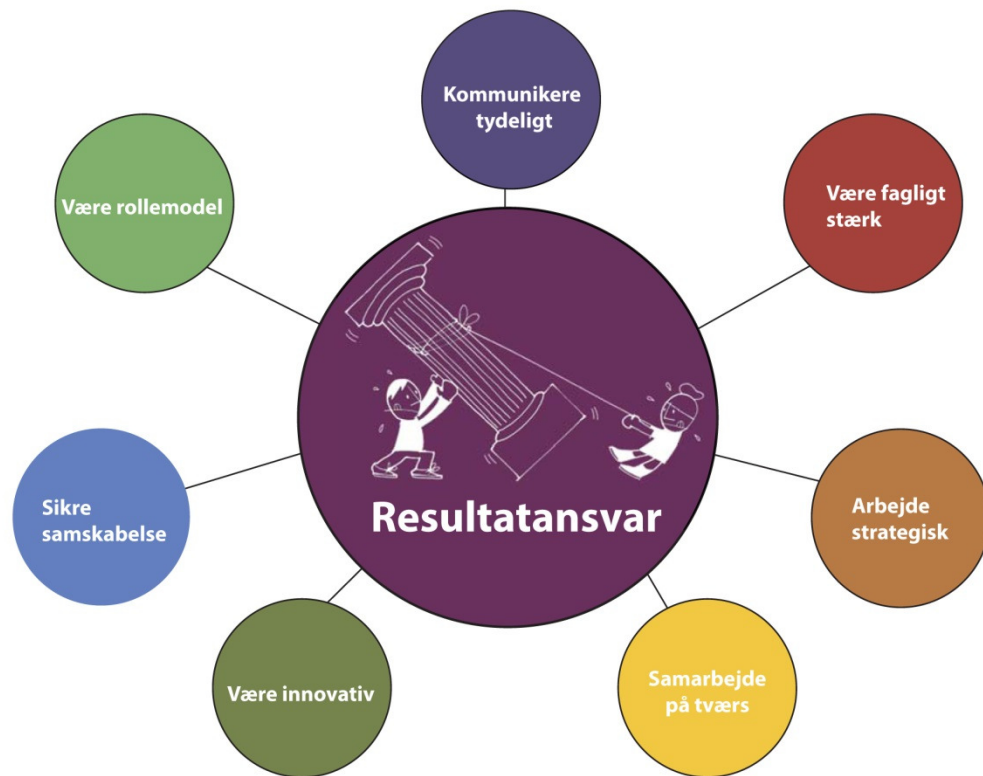 Kommunikere
tydeligt
Være rollemodel
Være fagligt
stærk
Resultatansvar
Sikre
samskabelse
Arbejde
strategisk
Være innovativ
Samarbejde
på tværs